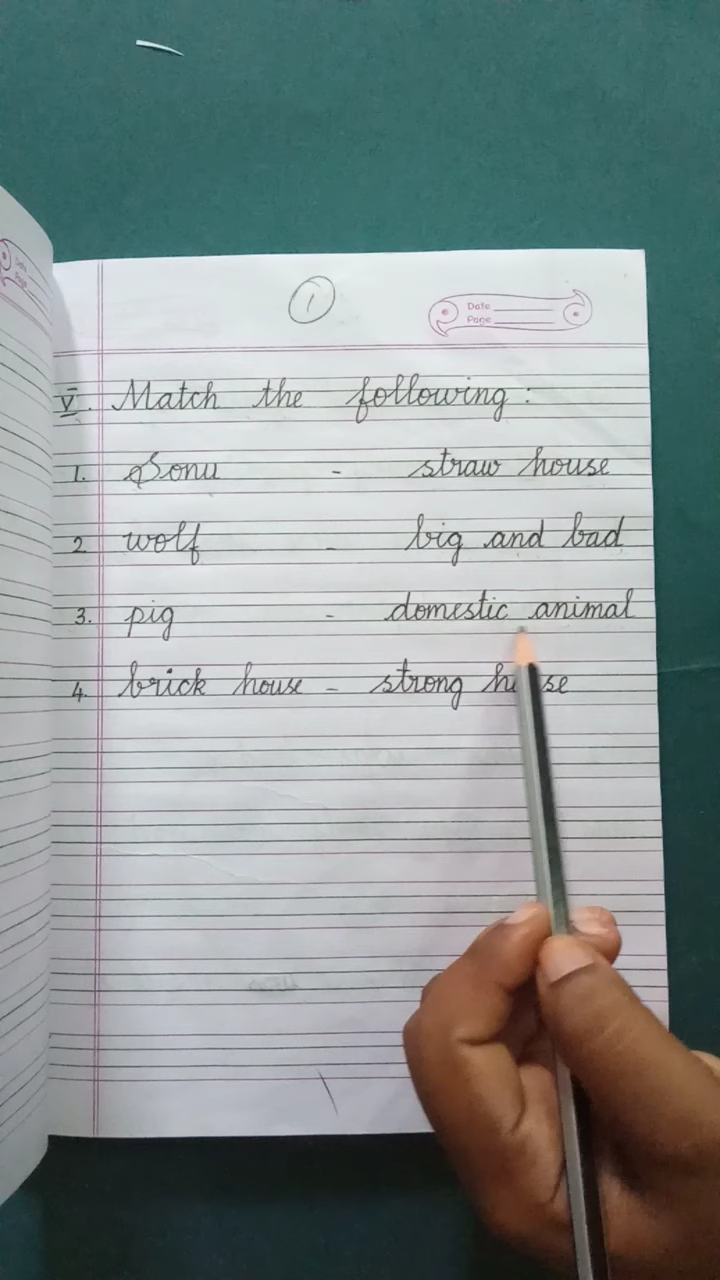 1
Date
Page
V. Match the following :
1. Sonu - straw house
2 wolf - big and bad
3. pig - domestic animal
4. brick house - strong house